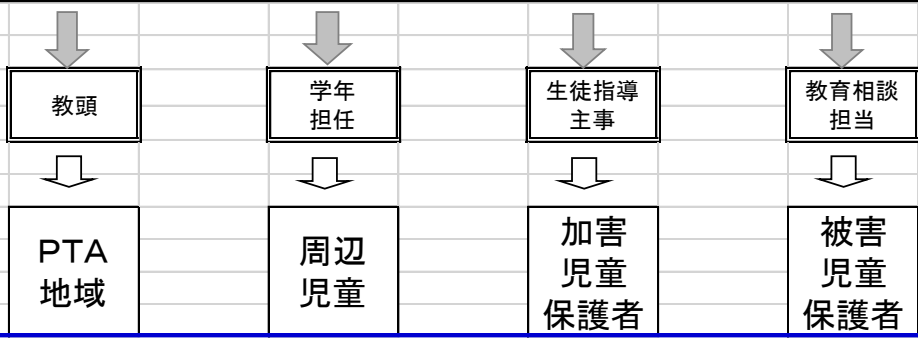 教頭
学年
担任
生徒指導
主事
教育相談
担当
PTA
地域
周辺
児童
加害
児童
保護者
被害
児童
保護者